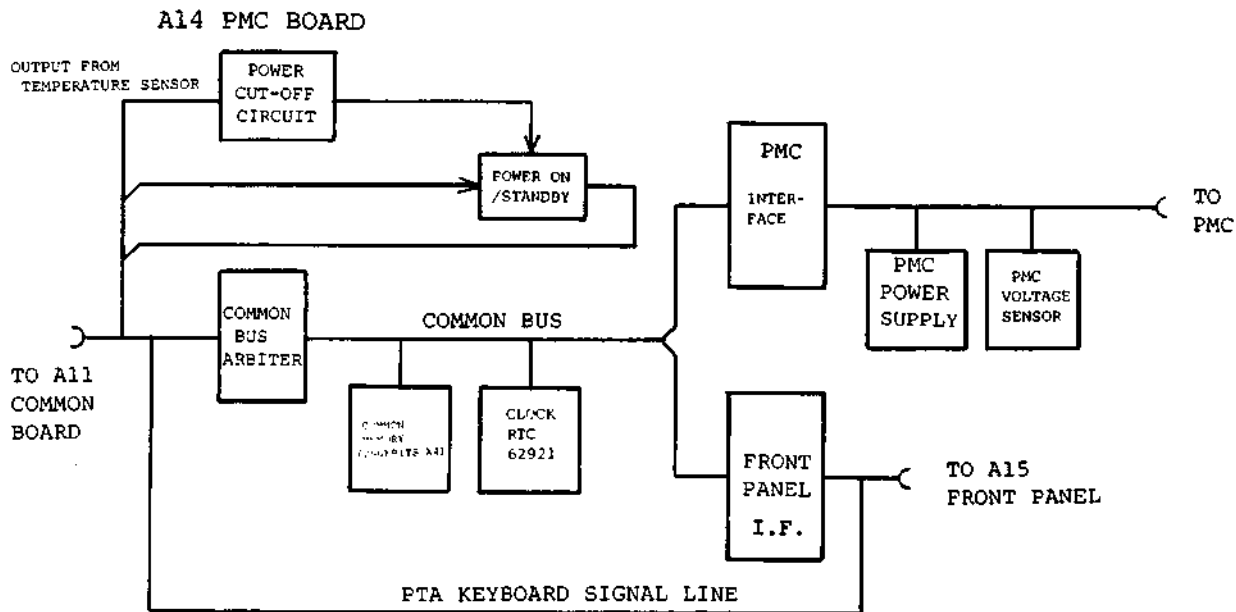 A14 PMC BOARD
OUTPUT FROM
TEMPERATURE SENSOR
POWER
CUT-OFF
CIRCUIT
POWER ON
/STANDBY
PMC
INTER-
FACE
TO
PMC
PMC
POWER
SUPPLY
PMC
VOLTAGE
SENSOR
COMMON
BUS
ARBITER
COMMON BUS
TO A11
COMMON
BOARD
COMMON
MEMORY
CLOCK
RTC
62921
FRONT
PANEL
I.F.
TO A15
FRONT PANEL
PTA KEYBOARD SIGNAL LINE